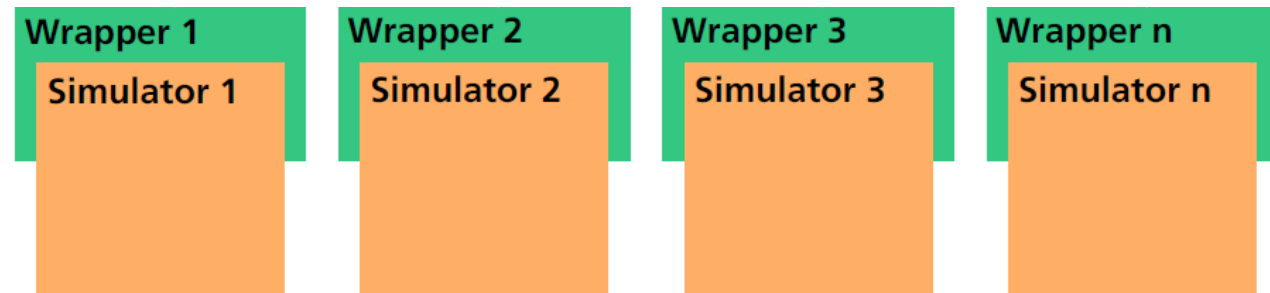 Wrapper 1
Wrapper 2
Wrapper 3
Wrapper n
Simulator 1
Simulator 2
Simulator 3
Simulator n